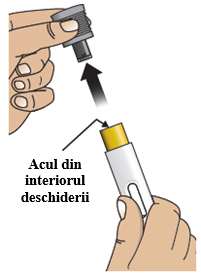 Acul din
interiorul
deschiderii